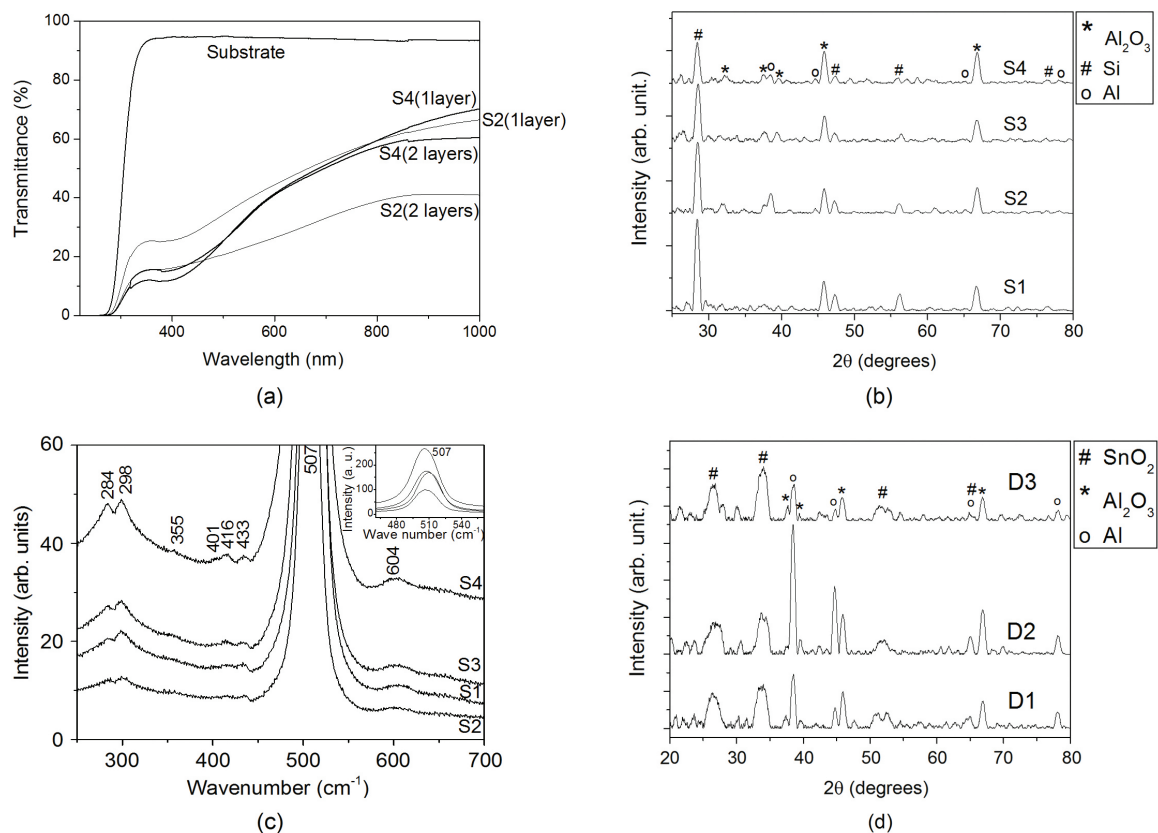 100
90
80
70
60
50
40
30
20
10
0
Transmittance (%)
Substrate
S4(1layer)
S2(1layer)
S4(2 layers)
S2(2 layers)
400 600 800 1000
Wavelength (nm)
(a)
Intensity (arb. unit.)
#
*
*
*
o
*
o
*
#
#
o
*
#
o
S4
S3
S2
S1
30 40 50 60 70 80
2θ (degrees)
* Al₂O₃
# Si
o Al
(b)
60
40
20
0
Intensity (arb. units)
284
298
355
401
416
433
507
604
S4
S3
S1
S2
300 400 500 600 700
Wavenumber (cm⁻¹)
Intensity (a. u.)
200
100
0
507
480 510 540
Wave number (cm⁻¹)
(c)
Intensity (arb. unit.)
#
#
*
o
*
o
*
#
#
o
*
o
D3
D2
D1
20 30 40 50 60 70 80
2θ (degrees)
# SnO₂
* Al₂O₃
o Al
(d)